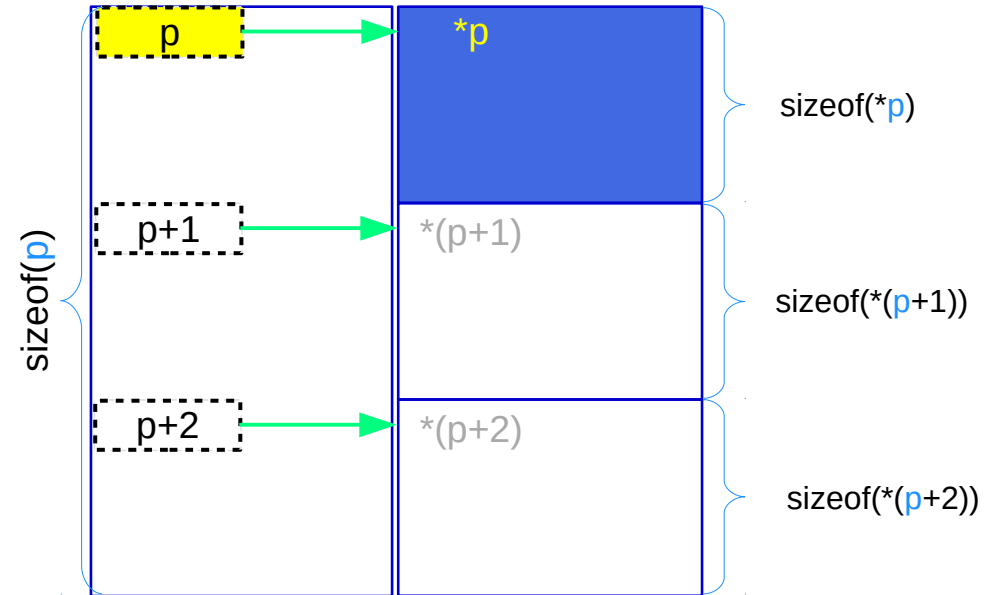 p
*p
sizeof(*p)
p+1
*(p+1)
sizeof(p)
sizeof(*(p+1))
p+2
*(p+2)
sizeof(*(p+2))